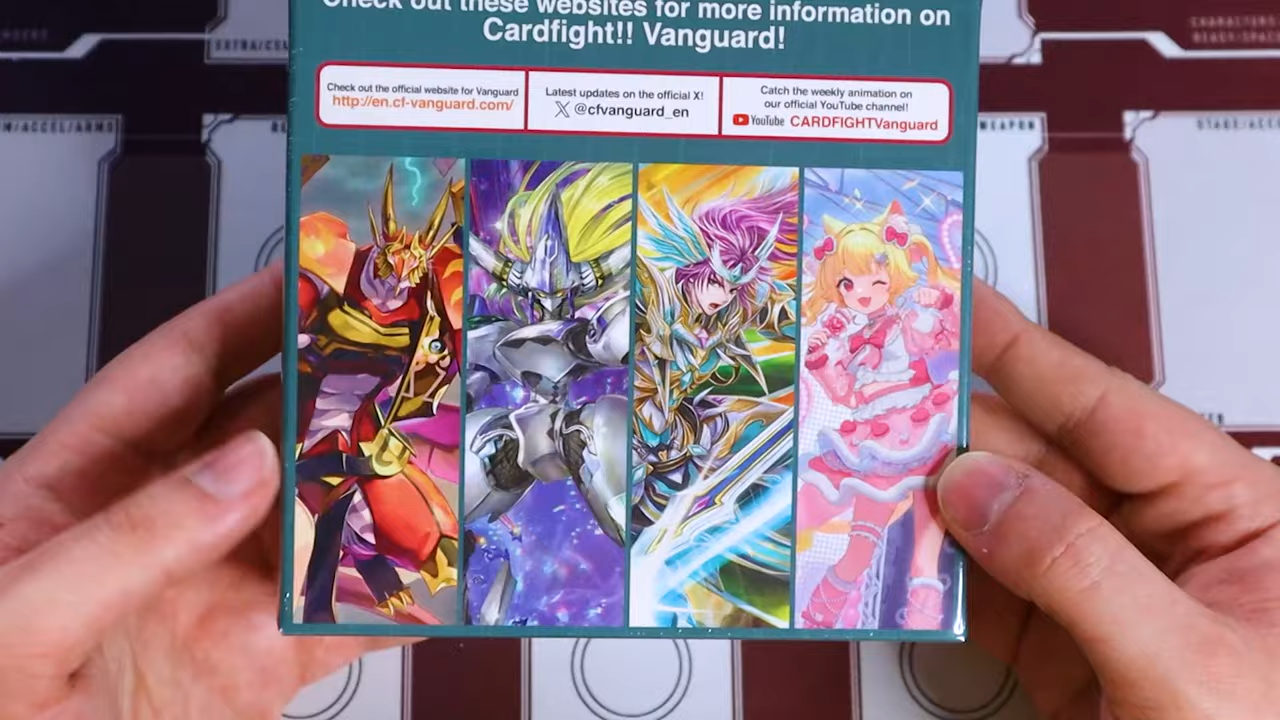 Check out these websites for more information on
Cardfight!! Vanguard!
Check out the official website for Vanguard
http://en.cf-vanguard.com/
Latest updates on the official X!
X @cfvanguard_en
Catch the weekly animation on
our official YouTube channel!
YouTube CARDFIGHTVanguard
WEAPON